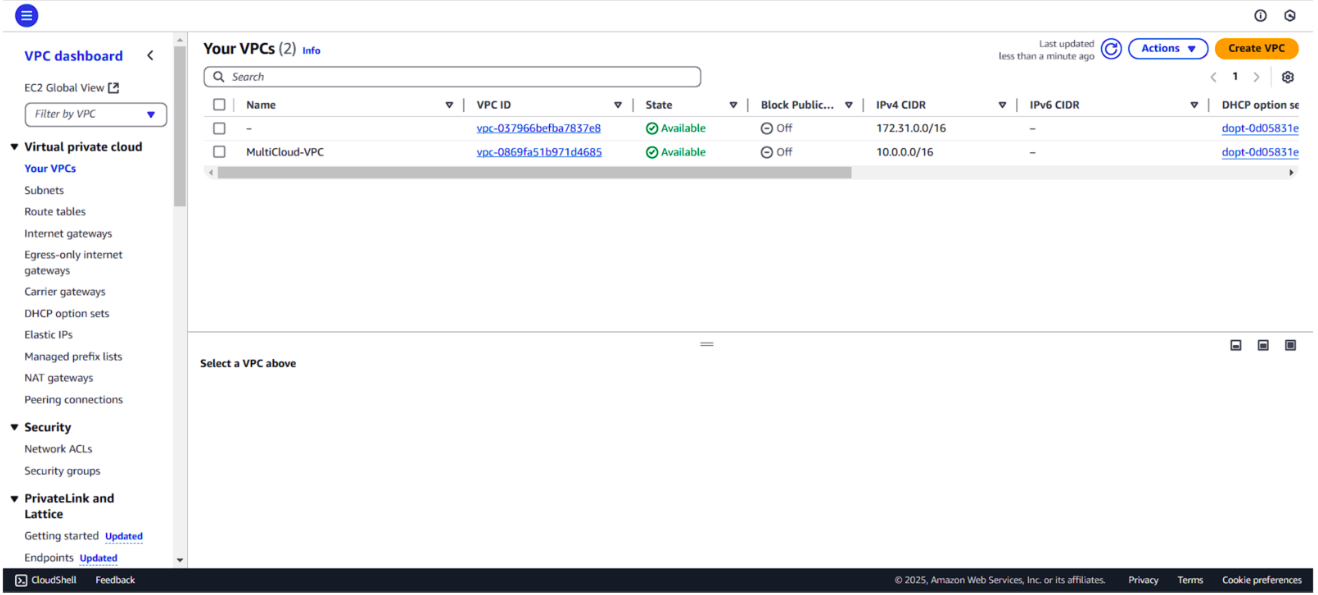 VPC dashboard
EC2 Global View
Filter by VPC
Virtual private cloud
Your VPCs
Subnets
Route tables
Internet gateways
Egress-only internet
gateways
Carrier gateways
DHCP option sets
Elastic IPs
Managed prefix lists
NAT gateways
Peering connections
Security
Network ACLs
Security groups
PrivateLink and
Lattice
Getting started Updated
Endpoints Updated
Your VPCs (2) Info
Last updated
less than a minute ago
Actions
Create VPC
Search
1
Name VPC ID State Block Public... IPv4 CIDR IPv6 CIDR DHCP option se
– vpc-037966befba7837e8 Available Off 172.31.0.0/16 – dopt-0d05831e
MultiCloud-VPC vpc-0869fa51b971d4685 Available Off 10.0.0.0/16 – dopt-0d05831e
Select a VPC above
CloudShell Feedback © 2025, Amazon Web Services, Inc. or its affiliates. Privacy Terms Cookie preferences